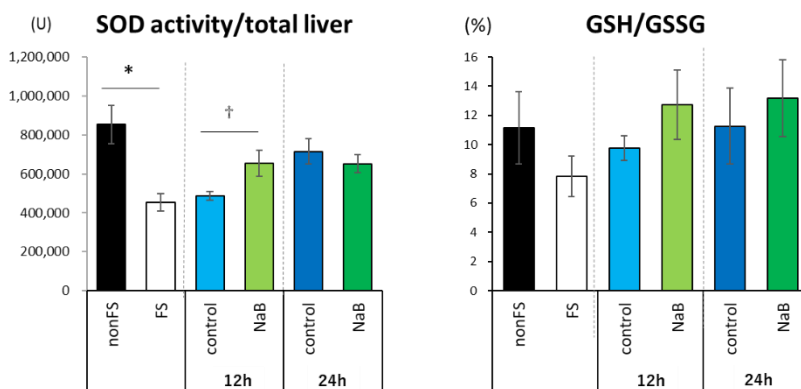 (U) SOD activity/total liver
1,200,000
1,000,000
800,000
600,000
400,000
200,000
0
*
†
nonFS
FS
control
NaB
control
NaB
12h
24h
(%) GSH/GSSG
16
14
12
10
8
6
4
2
0
nonFS
FS
control
NaB
control
NaB
12h
24h